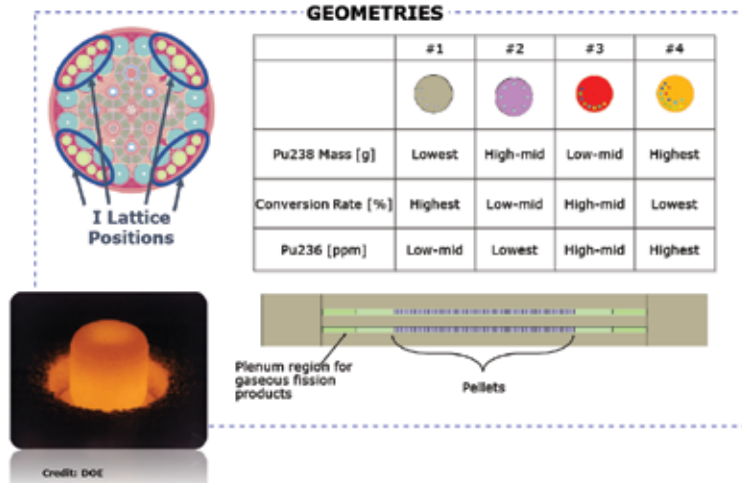 GEOMETRIES
I Lattice
Positions
#1 #2 #3 #4
Pu238 Mass [g] Lowest High-mid Low-mid Highest
Conversion Rate [%] Highest Low-mid High-mid Lowest
Pu236 [ppm] Low-mid Lowest High-mid Highest
Plenum region for
gaseous fission
products
Pellets
Credit: DOE